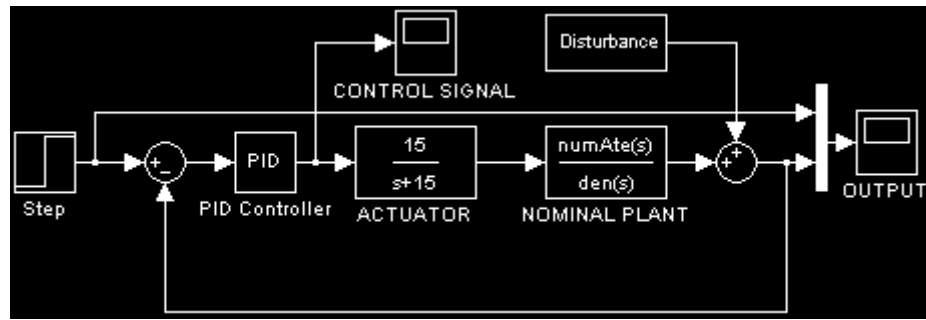 Disturbance
CONTROL SIGNAL
+
+
+
−
PID
15
s+15
numAte(s)
den(s)
Step
PID Controller
ACTUATOR
NOMINAL PLANT
OUTPUT